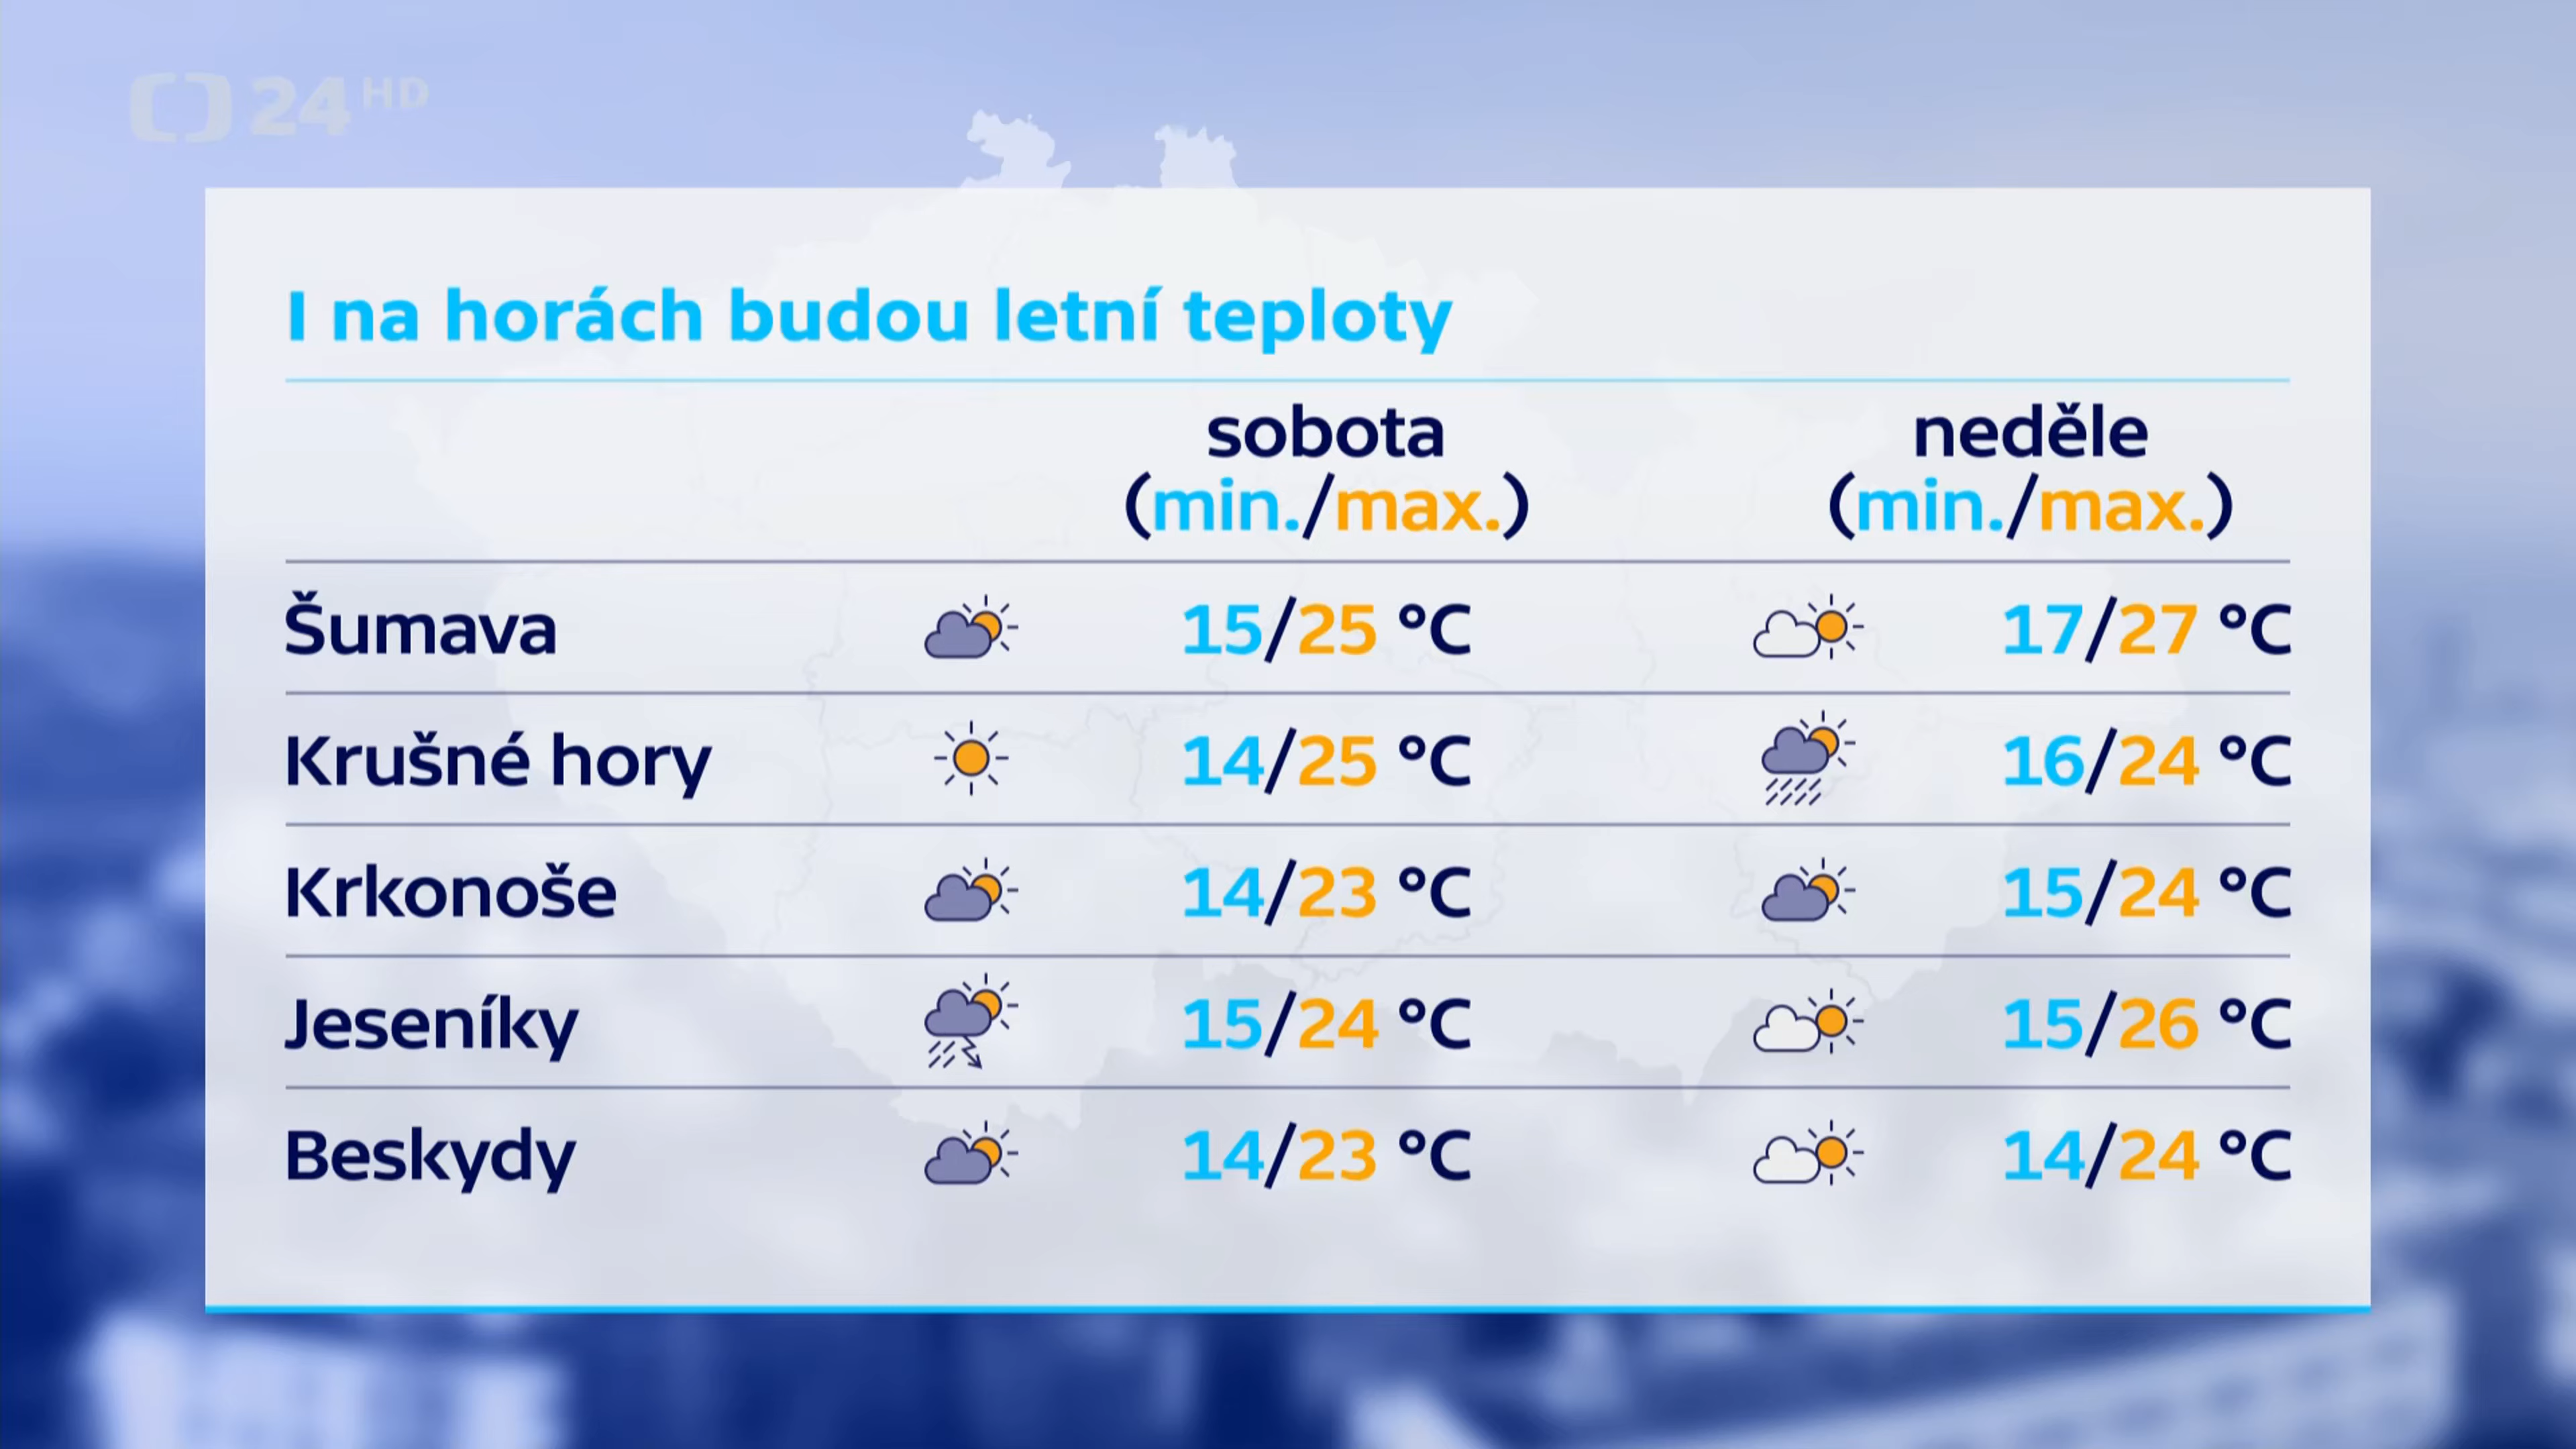 24 HD
I na horách budou letní teploty
sobota neděle
(min./max.) (min./max.)
Šumava 15/25 °C 17/27 °C
Krušné hory 14/25 °C 16/24 °C
Krkonoše 14/23 °C 15/24 °C
Jeseníky 15/24 °C 15/26 °C
Beskydy 14/23 °C 14/24 °C